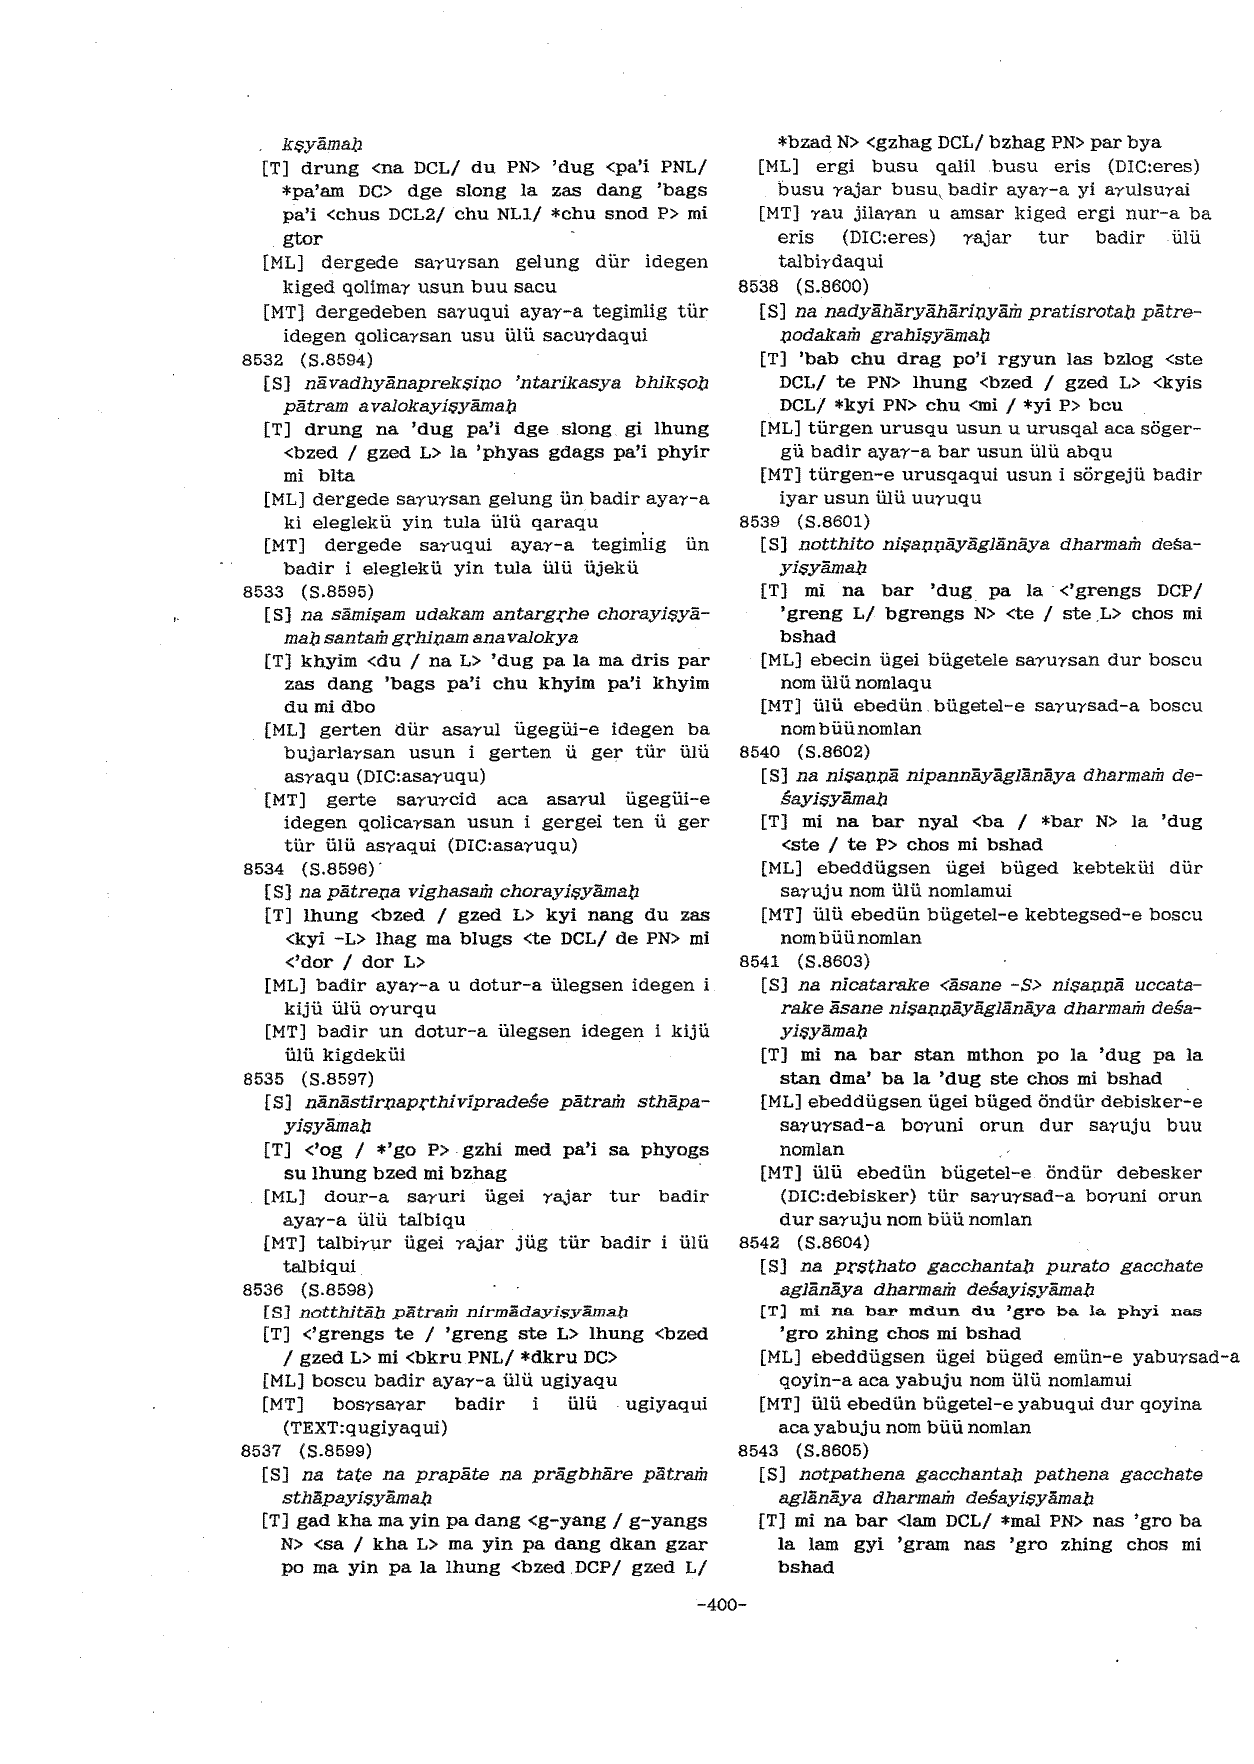 kṣyāmaḥ
[T] drung <na DCL/ du PN> 'dug <pa'i PNL/
*pa'am DC> dge slong la zas dang 'bags
pa'i <chus DCL2/ chu NL1/ *chu snod P> mi
gtor
[ML] dergede saγuγsan gelung dür idegen
kiged qolimaγ usun buu sacu
[MT] dergedeben saγuqui ayaγ-a tegimlig tür
idegen qolicaγsan usu ülü sacuγdaqui
8532 (S.8594)
[S] nāvadhyānaprekṣiṇo 'ntarikasya bhikṣoḥ
pātram avalokayiṣyāmaḥ
[T] drung na 'dug pa'i dge slong gi lhung
<bzed / gzed L> la 'phyas gdags pa'i phyir
mi blta
[ML] dergede saγuγsan gelung ün badir ayaγ-a
ki eleglekü yin tula ülü qaraqu
[MT] dergede saγuqui ayaγ-a tegimlig ün
badir i eleglekü yin tula ülü üjekü
8533 (S.8595)
[S] na sāmiṣam udakam antargṛhe chorayiṣyā-
maḥ santaṁ gṛhiṇam anavalokya
[T] khyim <du / na L> 'dug pa la ma dris par
zas dang 'bags pa'i chu khyim pa'i khyim
du mi dbo
[ML] gerten dür asaγul ügegüi-e idegen ba
bujarlaγsan usun i gerten ü ger tür ülü
asγaqu (DIC:asaγuqu)
[MT] gerte saγuγcid aca asaγul ügegüi-e
idegen qolicaγsan usun i gergei ten ü ger
tür ülü asγaqui (DIC:asaγuqu)
8534 (S.8596)
[S] na pātreṇa vighasaṁ chorayiṣyāmaḥ
[T] lhung <bzed / gzed L> kyi nang du zas
<kyi -L> lhag ma blugs <te DCL/ de PN> mi
<'dor / dor L>
[ML] badir ayaγ-a u dotur-a ülegsen idegen i
kijü ülü oγurqu
[MT] badir un dotur-a ülegsen idegen i kijü
ülü kigdeküi
8535 (S.8597)
[S] nānāstīrṇapṛthivīpradeśe pātraṁ sthāpa-
yiṣyāmaḥ
[T] <'og / *'go P> gzhi med pa'i sa phyogs
su lhung bzed mi bzhag
[ML] dour-a saγuri ügei γajar tur badir
ayaγ-a ülü talbiqu
[MT] talbiγur ügei γajar jüg tür badir i ülü
talbiqui
8536 (S.8598)
[S] notthitāḥ pātraṁ nirmādayiṣyāmaḥ
[T] <'grengs te / 'greng ste L> lhung <bzed
/ gzed L> mi <bkru PNL/ *dkru DC>
[ML] boscu badir ayaγ-a ülü ugiyaqu
[MT] bosγsaγar badir i ülü ugiyaqui
(TEXT:qugiyaqui)
8537 (S.8599)
[S] na taṭe na prapāte na prāgbhāre pātraṁ
sthāpayiṣyāmaḥ
[T] gad kha ma yin pa dang <g-yang / g-yangs
N> <sa / kha L> ma yin pa dang dkan gzar
po ma yin pa la lhung <bzed DCP/ gzed L/
*bzad N> <gzhag DCL/ bzhag PN> par bya
[ML] ergi busu qalil busu eris (DIC:eres)
busu γajar busu badir ayaγ-a yi aγulsuγai
[MT] γau jilaγan u amsar kiged ergi nur-a ba
eris (DIC:eres) γajar tur badir ülü
talbiγdaqui
8538 (S.8600)
[S] na nadyāhāryāhāriṇyāṁ pratisrotaḥ pātre-
ṇodakaṁ grahīṣyāmaḥ
[T] 'bab chu drag po'i rgyun las bzlog <ste
DCL/ te PN> lhung <bzed / gzed L> <kyis
DCL/ *kyi PN> chu <mi / *yi P> bcu
[ML] türgen urusqu usun u urusqal aca söger-
gü badir ayaγ-a bar usun ülü abqu
[MT] türgen-e urusqaqui usun i sörgejü badir
iyar usun ülü uuγuqu
8539 (S.8601)
[S] notthito niṣaṇṇāyāglānāya dharmaṁ deśa-
yiṣyāmaḥ
[T] mi na bar 'dug pa la <'grengs DCP/
'greng L/ bgrengs N> <te / ste L> chos mi
bshad
[ML] ebecin ügei bügetele saγuγsan dur boscu
nom ülü nomlaqu
[MT] ülü ebedün bügetel-e saγuγsad-a boscu
nom büü nomlan
8540 (S.8602)
[S] na niṣaṇṇā nipannāyāglānāya dharmaṁ de-
śayiṣyāmaḥ
[T] mi na bar nyal <ba / *bar N> la 'dug
<ste / te P> chos mi bshad
[ML] ebeddügsen ügei büged kebteküi dür
saγuju nom ülü nomlamui
[MT] ülü ebedün bügetel-e kebtegsed-e boscu
nom büü nomlan
8541 (S.8603)
[S] na nīcatarake <āsane -S> niṣaṇṇā uccata-
rake āsane niṣaṇṇāyāglānāya dharmaṁ deśa-
yiṣyāmaḥ
[T] mi na bar stan mthon po la 'dug pa la
stan dma' ba la 'dug ste chos mi bshad
[ML] ebeddügsen ügei büged öndür debisker-e
saγuγsad-a boγuni orun dur saγuju buu
nomlan
[MT] ülü ebedün bügetel-e öndür debesker
(DIC:debisker) tür saγuγsad-a boγuni orun
dur saγuju nom büü nomlan
8542 (S.8604)
[S] na pṛṣṭhato gacchantaḥ purato gacchate
aglānāya dharmaṁ deśayiṣyāmaḥ
[T] mi na bar mdun du 'gro ba la phyi nas
'gro zhing chos mi bshad
[ML] ebeddügsen ügei büged emün-e yabuγsad-a
qoyin-a aca yabuju nom ülü nomlamui
[MT] ülü ebedün bügetel-e yabuqui dur qoyina
aca yabuju nom büü nomlan
8543 (S.8605)
[S] notpathena gacchantaḥ pathena gacchate
aglānāya dharmaṁ deśayiṣyāmaḥ
[T] mi na bar <lam DCL/ *mal PN> nas 'gro ba
la lam gyi 'gram nas 'gro zhing chos mi
bshad
-400-